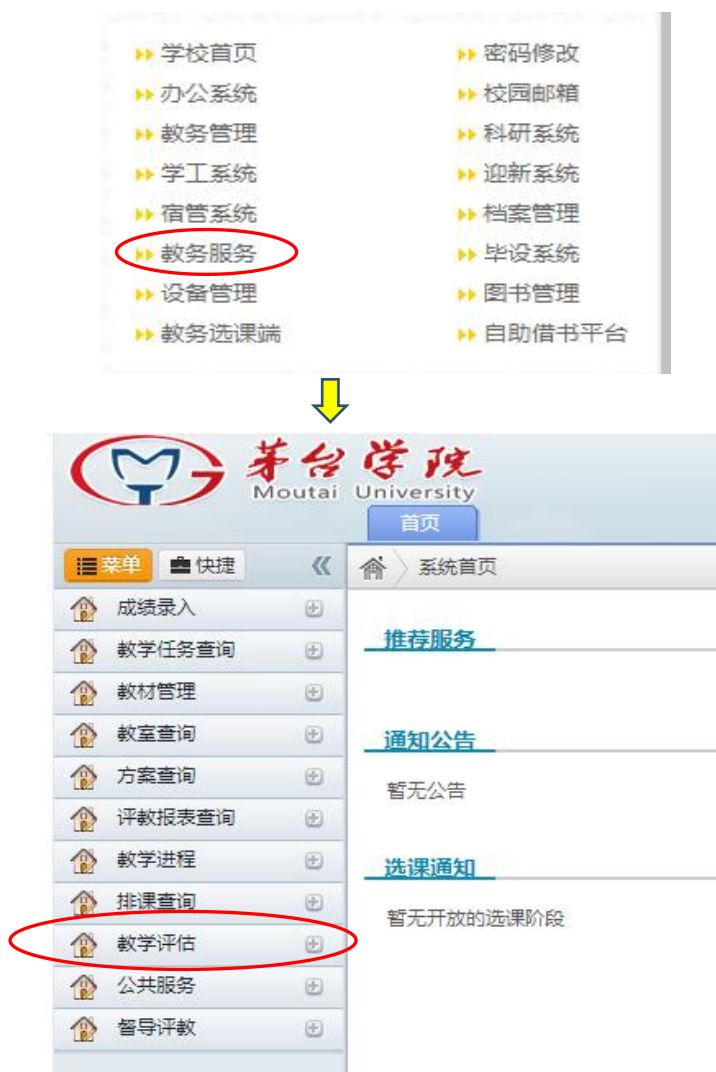 学校首页 密码修改
办公系统 校园邮箱
教务管理 科研系统
学工系统 迎新系统
宿管系统 档案管理
教务服务 毕设系统
设备管理 图书管理
教务选课端 自助借书平台
茅台学院
Moutai University
首页
菜单 快捷 系统首页
成绩录入
教学任务查询
教材管理
教室查询
方案查询
评教报表查询
教学进程
排课查询
教学评估
公共服务
督导评教
推荐服务
通知公告
暂无公告
选课通知
暂无开放的选课阶段